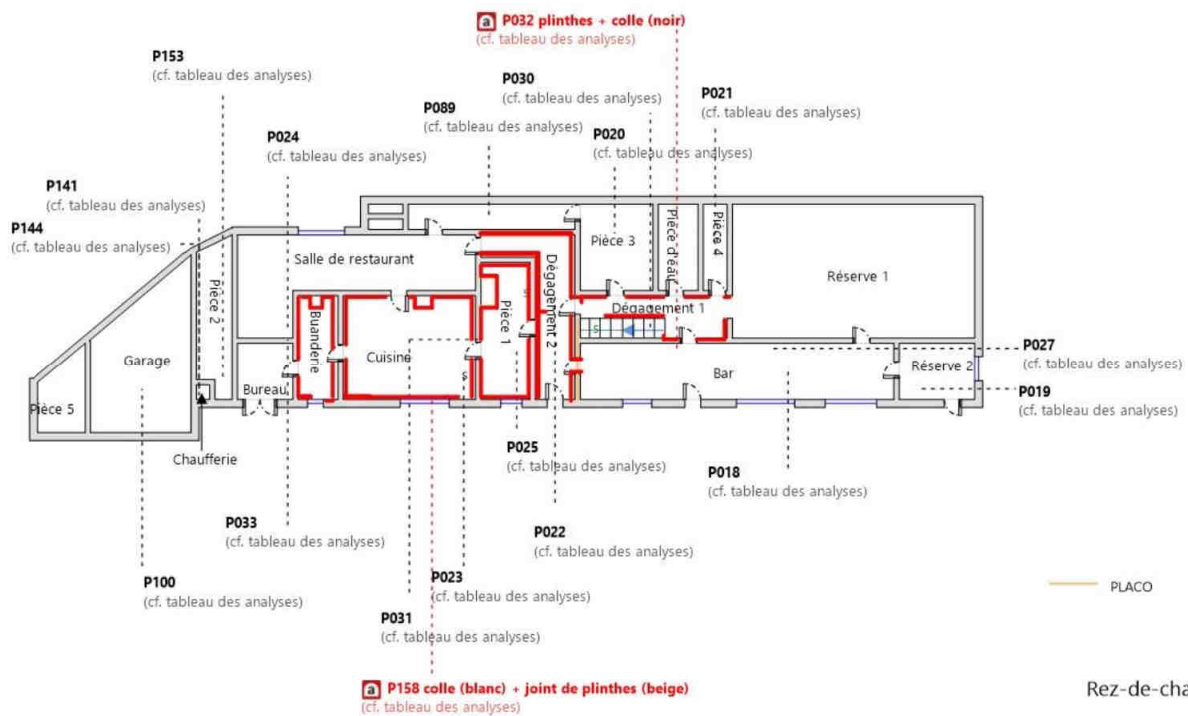 a P032 plinthes + colle (noir)
(cf. tableau des analyses)
P153
(cf. tableau des analyses)
P030
(cf. tableau des analyses)
P021
(cf. tableau des analyses)
P089
(cf. tableau des analyses)
P024
(cf. tableau des analyses)
P020
(cf. tableau des analyses)
P141
(cf. tableau des analyses)
P144
(cf. tableau des analyses)
Pièce 3
Pièce d'eau
Pièce 4
Salle de restaurant
Réserve 1
Pièce 2
S
Dégagement 2
Dégagement 1
S
Pièce 1
Buanderie
Cuisine
Garage
Bureau
S
Bar
Réserve 2
P027
(cf. tableau des analyses)
P019
(cf. tableau des analyses)
Pièce 5
Chaufferie
P025
(cf. tableau des analyses)
P018
(cf. tableau des analyses)
P033
(cf. tableau des analyses)
P022
(cf. tableau des analyses)
P100
(cf. tableau des analyses)
P023
(cf. tableau des analyses)
P031
(cf. tableau des analyses)
PLACO
a P158 colle (blanc) + joint de plinthes (beige)
(cf. tableau des analyses)
Rez-de-cha